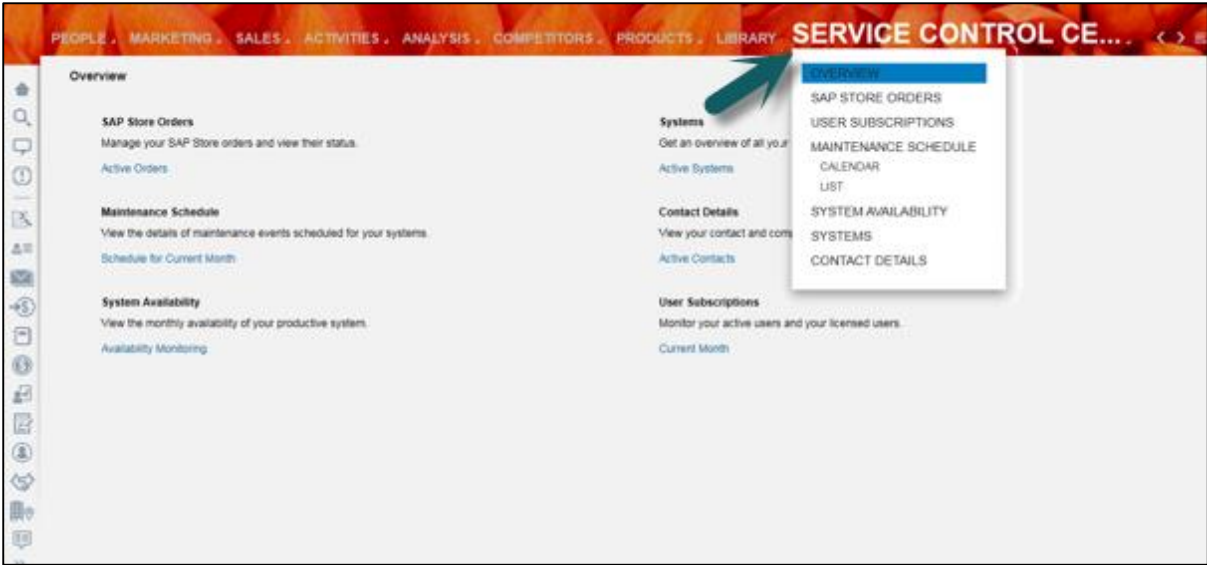 PEOPLE MARKETING SALES ACTIVITIES ANALYSIS COMPETITORS PRODUCTS LIBRARY SERVICE CONTROL CE...
Overview
OVERVIEW
SAP STORE ORDERS
USER SUBSCRIPTIONS
MAINTENANCE SCHEDULE
CALENDAR
LIST
SYSTEM AVAILABILITY
SYSTEMS
CONTACT DETAILS
SAP Store Orders
Manage your SAP Store orders and view their status.
Active Orders
Systems
Get an overview of all your
Active Systems
Maintenance Schedule
View the details of maintenance events scheduled for your systems.
Schedule for Current Month
Contact Details
View your contact and
Active Contacts
System Availability
View the monthly availability of your productive system.
Availability Monitoring
User Subscriptions
Monitor your active users and your licensed users.
Current Month